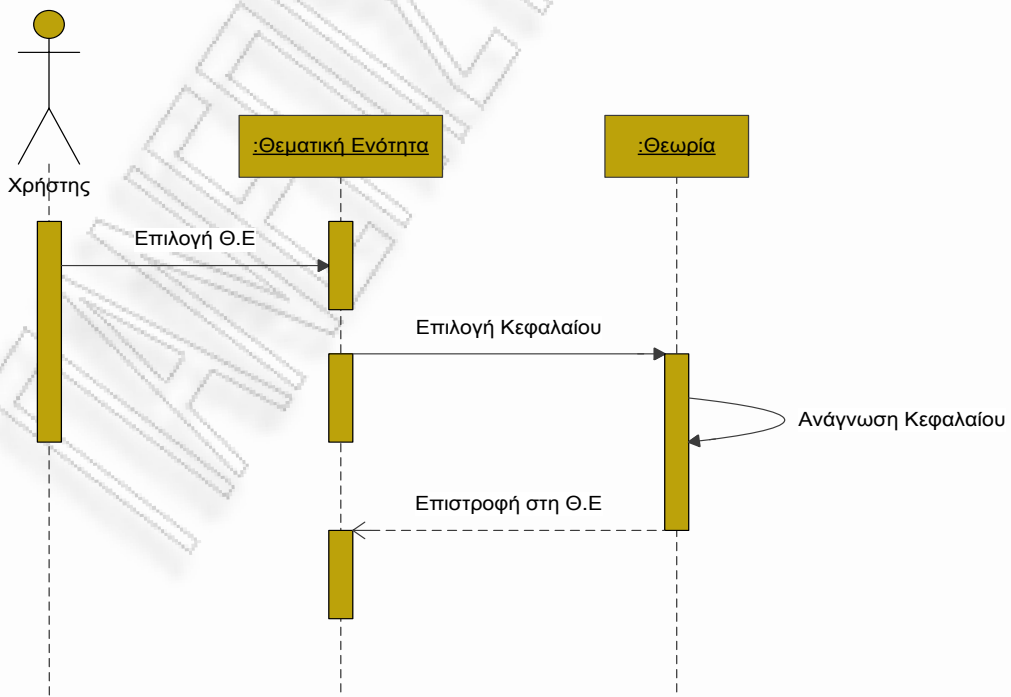 Χρήστης
:Θεματική Ενότητα
:Θεωρία
Επιλογή Θ.Ε
Επιλογή Κεφαλαίου
Ανάγνωση Κεφαλαίου
Επιστροφή στη Θ.Ε